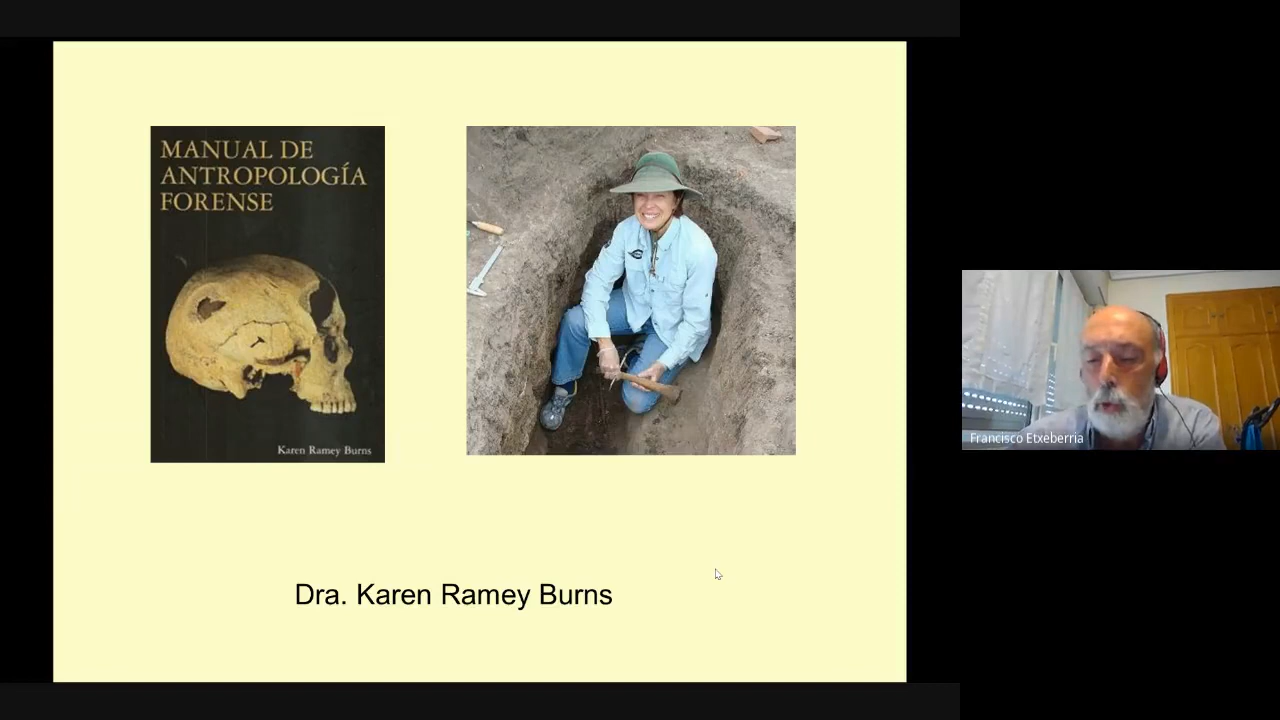 MANUAL DE
ANTROPOLOGÍA
FORENSE
Karen Ramey Burns
Dra. Karen Ramey Burns
Francisco Etxeberria